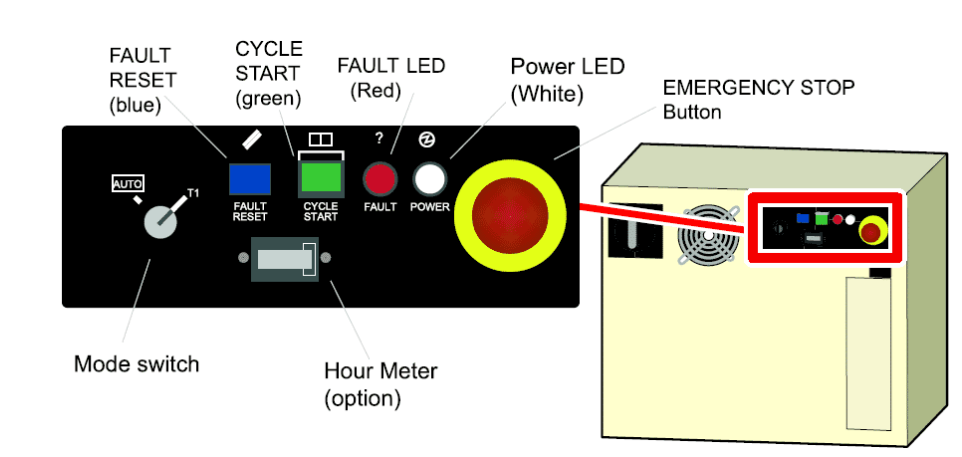 FAULT
RESET
(blue)
CYCLE
START
(green)
FAULT LED
(Red)
Power LED
(White)
EMERGENCY STOP
Button
?
AUTO
T1
FAULT
RESET
CYCLE
START
FAULT
POWER
Mode switch
Hour Meter
(option)